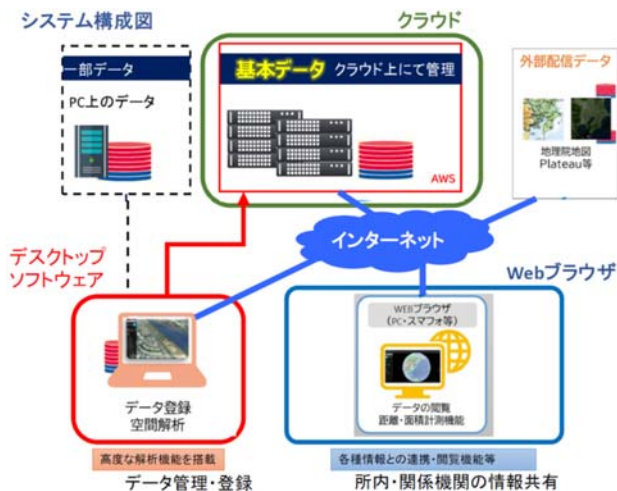 システム構成図
クラウド
一部データ
PC上のデータ
基本データ クラウド上にて管理
AWS
外部配信データ
地理院地図
Plateau等
インターネット
デスクトップ
ソフトウェア
Webブラウザ
データ登録
空間解析
WEBブラウザ
(PC・スマフォ等)
データの閲覧
距離・面積計測機能
高度な解析機能を搭載
データ管理・登録
各種情報との連携・閲覧機能等
所内・関係機関の情報共有